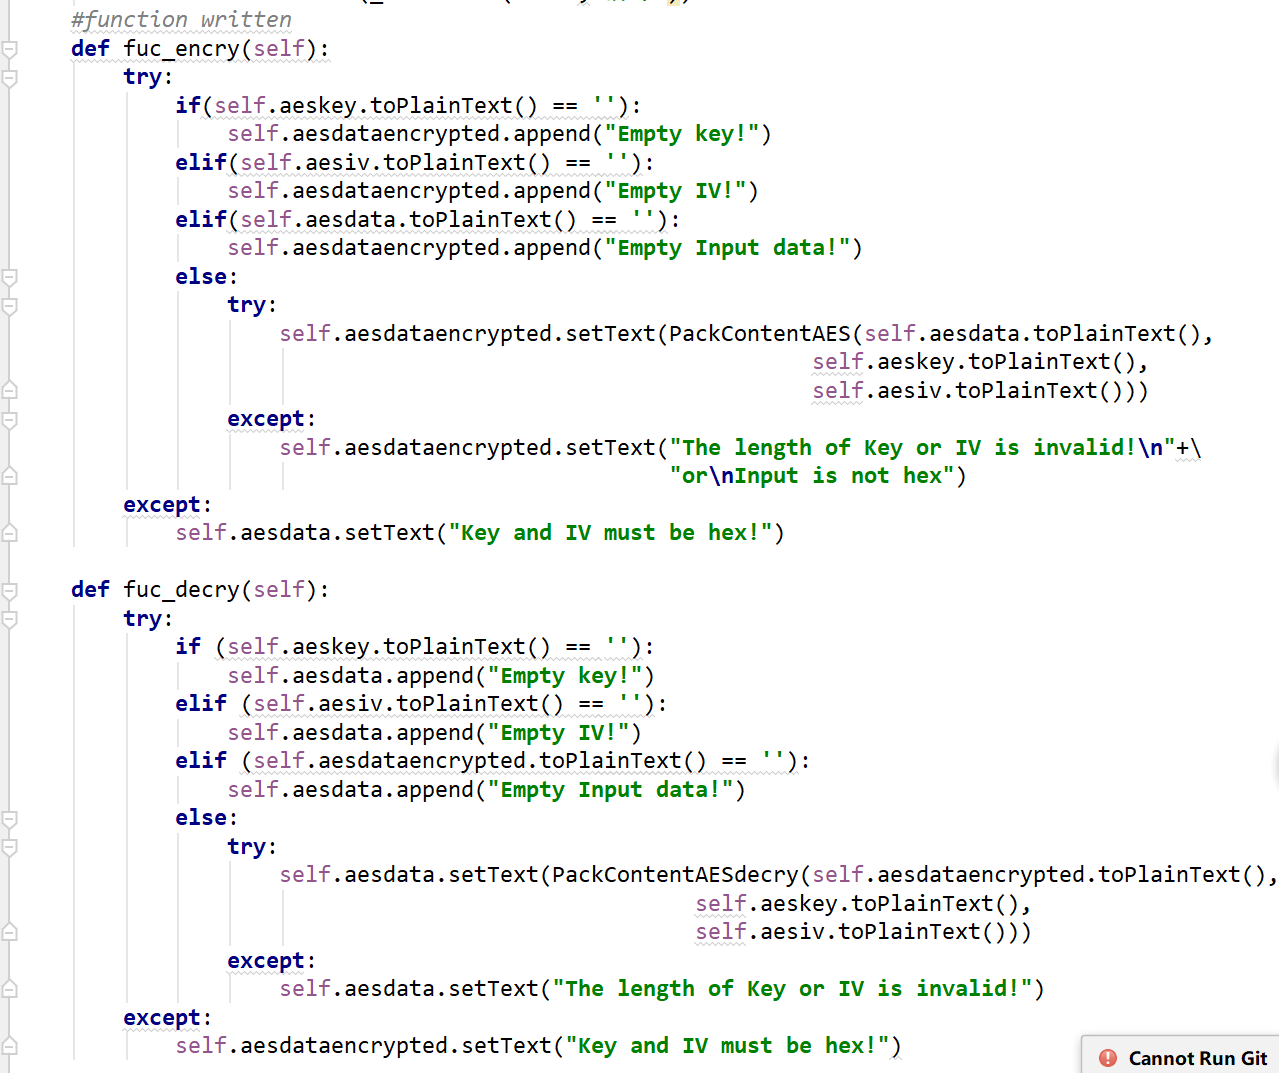 #function written
def fuc_encry(self):
    try:
        if(self.aeskey.toPlainText() == ''):
            self.aesdataencrypted.append("Empty key!")
        elif(self.aesiv.toPlainText() == ''):
            self.aesdataencrypted.append("Empty IV!")
        elif(self.aesdata.toPlainText() == ''):
            self.aesdataencrypted.append("Empty Input data!")
        else:
            try:
                self.aesdataencrypted.setText(PackContentAES(self.aesdata.toPlainText(),
                                                         self.aeskey.toPlainText(),
                                                         self.aesiv.toPlainText()))
            except:
                self.aesdataencrypted.setText("The length of Key or IV is invalid!\n"+\
                                              "or\nInput is not hex")
    except:
        self.aesdata.setText("Key and IV must be hex!")

def fuc_decry(self):
    try:
        if (self.aeskey.toPlainText() == ''):
            self.aesdata.append("Empty key!")
        elif (self.aesiv.toPlainText() == ''):
            self.aesdata.append("Empty IV!")
        elif (self.aesdataencrypted.toPlainText() == ''):
            self.aesdata.append("Empty Input data!")
        else:
            try:
                self.aesdata.setText(PackContentAESdecry(self.aesdataencrypted.toPlainText(),
                                                self.aeskey.toPlainText(),
                                                self.aesiv.toPlainText()))
            except:
                self.aesdata.setText("The length of Key or IV is invalid!")
    except:
        self.aesdataencrypted.setText("Key and IV must be hex!")
Cannot Run Git